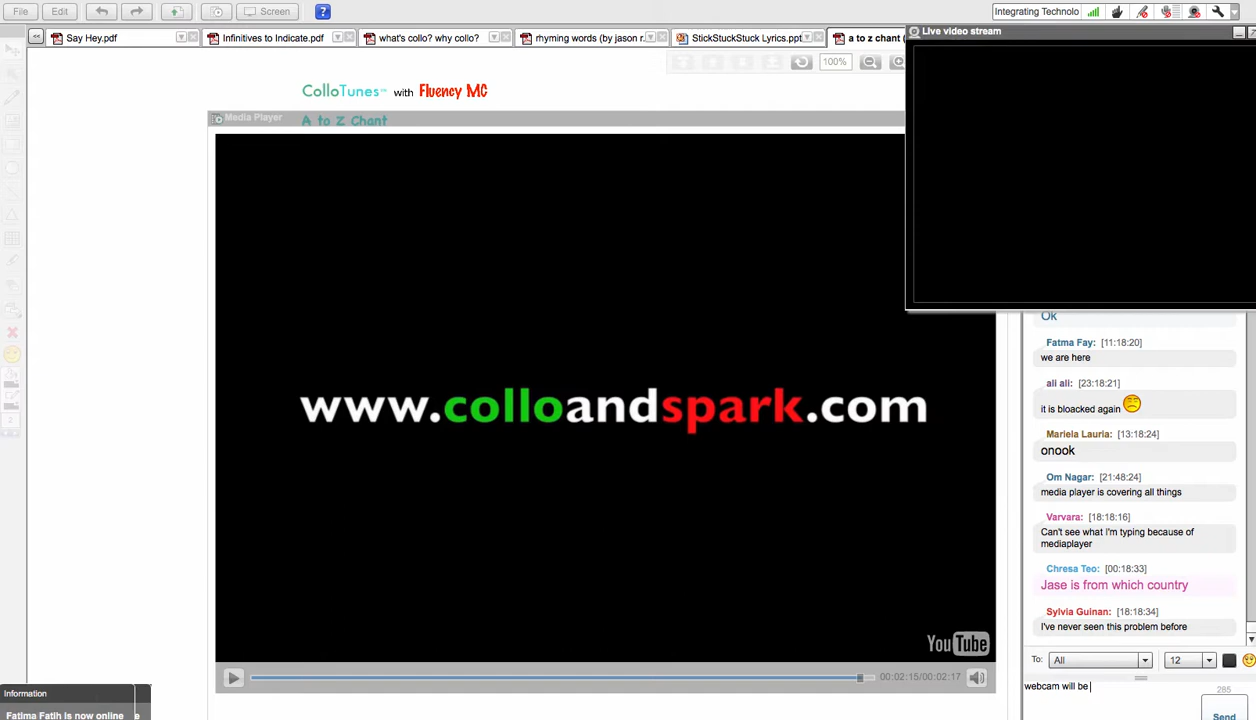 File Edit Screen ? Integrating Technolo
<< Say Hey.pdf Infinitives to Indicate.pdf what's collo? why collo? rhyming words (by jason r. StickStuckStuck Lyrics.ppt a to z chant (
Live video stream
100%
ColloTunes with Fluency MC
Media Player
A to Z Chant
www.colloandspark.com
YouTube
00:02:15/00:02:17
Ok
Fatma Fay: [11:18:20]
we are here
ali ali: [23:18:21]
it is bloacked again
Mariela Lauria: [13:18:24]
onook
Om Nagar: [21:48:24]
media player is covering all things
Varvara: [18:18:16]
Can't see what I'm typing because of
mediaplayer
Chresa Teo: [00:18:33]
Jase is from which country
Sylvia Guinan: [18:18:34]
I've never seen this problem before
To: All 12
webcam will be
285
Send
Information
Fatima Fatih is now online e
2